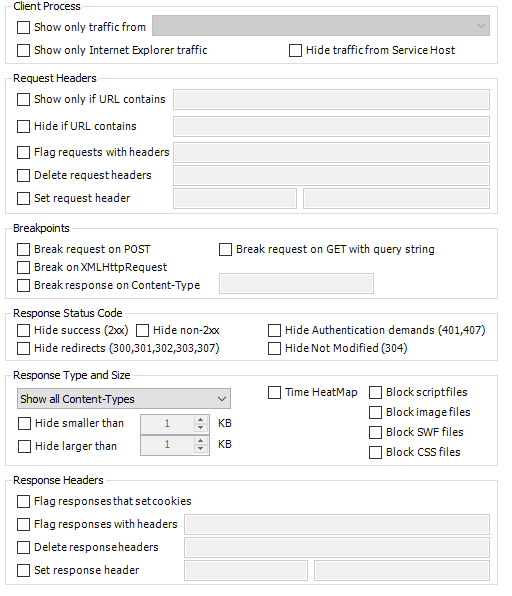 Client Process
Show only traffic from
Show only Internet Explorer traffic
Hide traffic from Service Host
Request Headers
Show only if URL contains
Hide if URL contains
Flag requests with headers
Delete request headers
Set request header
Breakpoints
Break request on POST
Break request on GET with query string
Break on XMLHttpRequest
Break response on Content-Type
Response Status Code
Hide success (2xx)
Hide non-2xx
Hide Authentication demands (401,407)
Hide redirects (300,301,302,303,307)
Hide Not Modified (304)
Response Type and Size
Show all Content-Types
Time HeatMap
Block script files
Block image files
Hide smaller than 1 KB
Block SWF files
Hide larger than 1 KB
Block CSS files
Response Headers
Flag responses that set cookies
Flag responses with headers
Delete response headers
Set response header